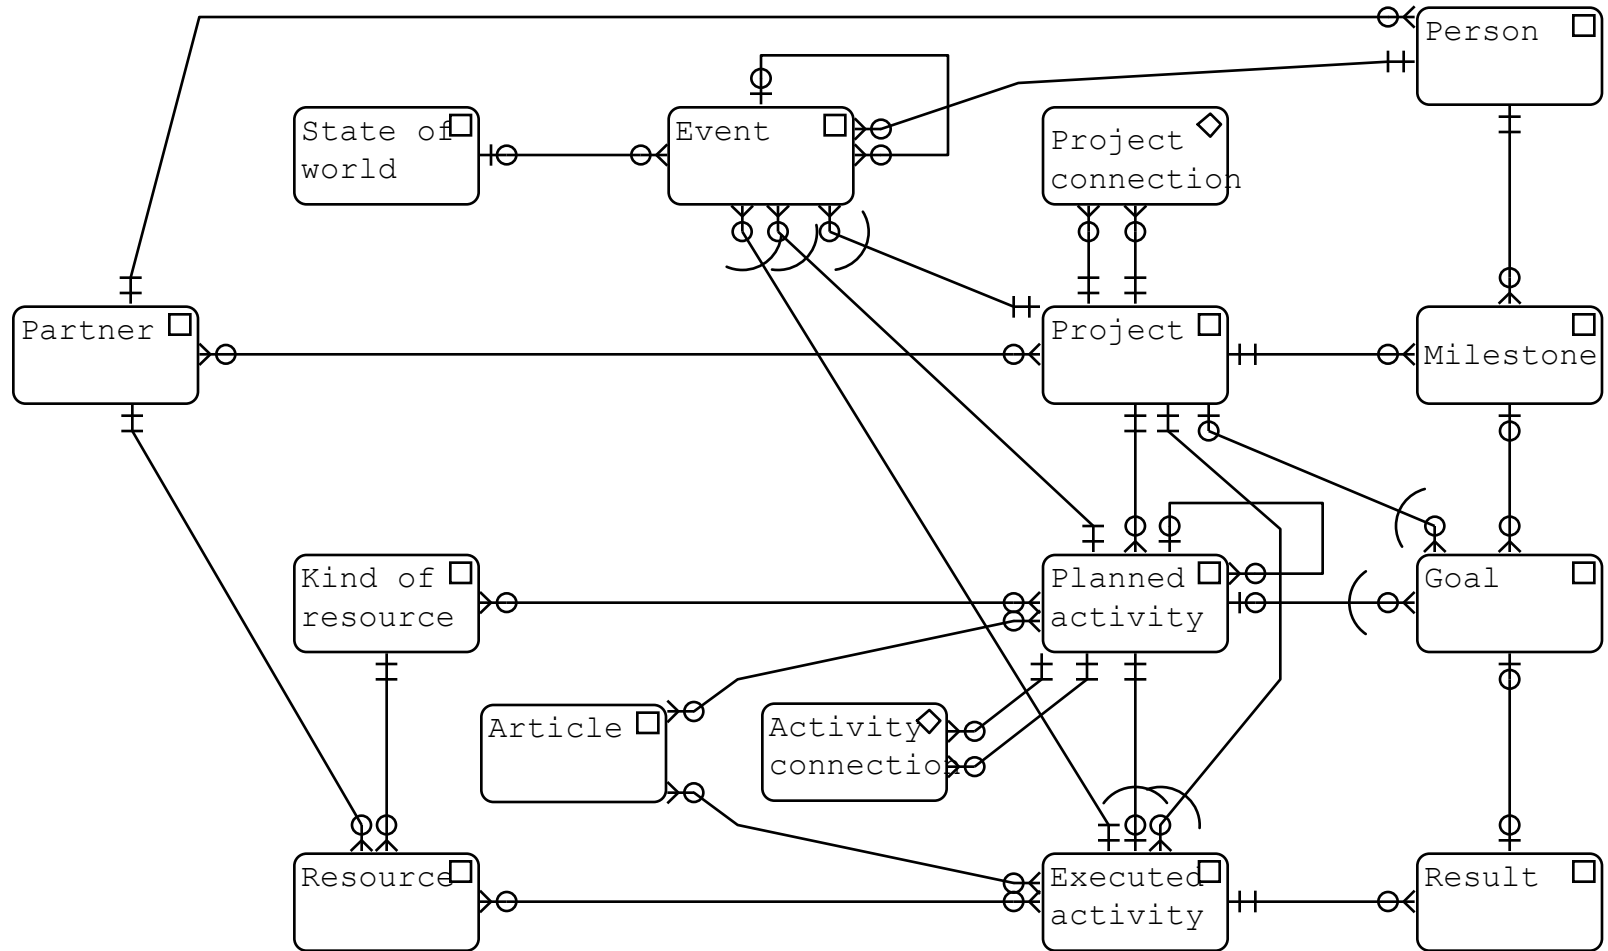 Person
State of
world
Event
Project
connection
Partner
Project
Milestone
Kind of
resource
Planned
activity
Goal
Article
Activity
connection
Resource
Executed
activity
Result